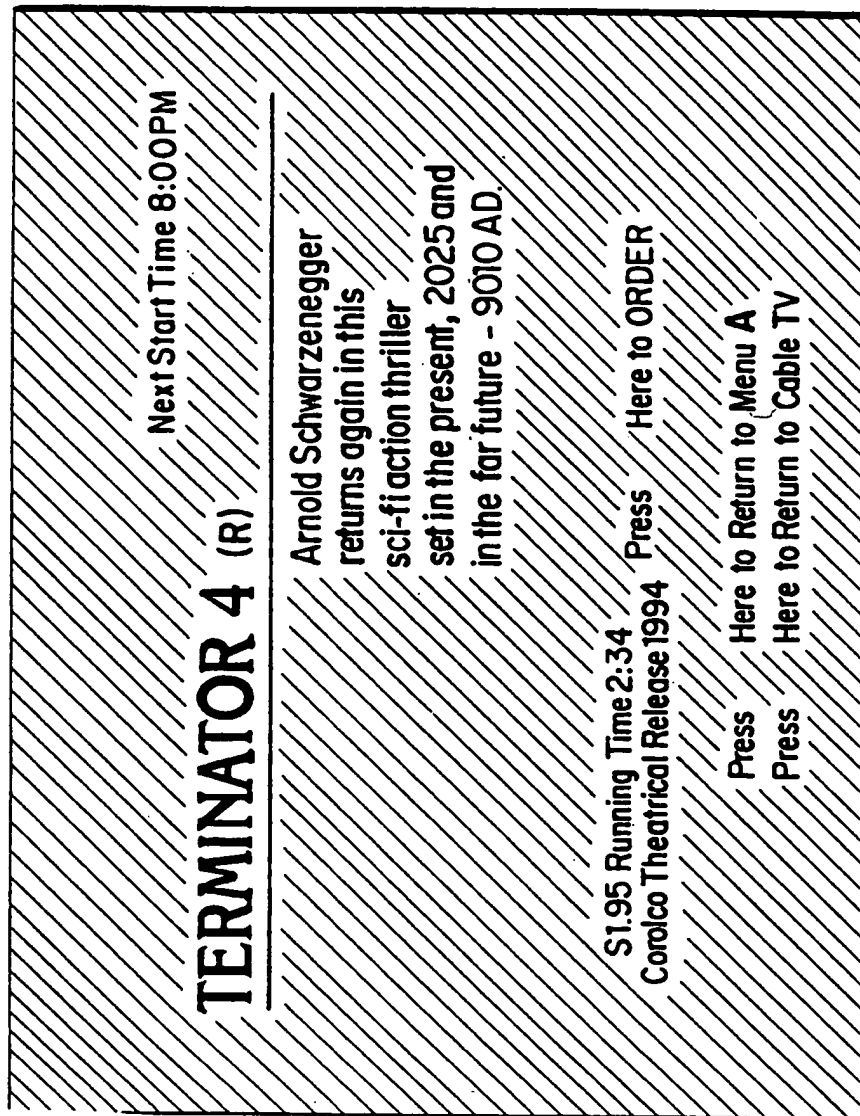 Next Start Time 8:00PM
TERMINATOR 4 (R)
Arnold Schwarzenegger
returns again in this
sci-fi action thriller
set in the present, 2025 and
in the far future - 9010 AD.
$1.95 Running Time 2:34
Corolco Theatrical Release 1994
Press Here to ORDER
Press Here to Return to Menu A
Press Here to Return to Cable TV